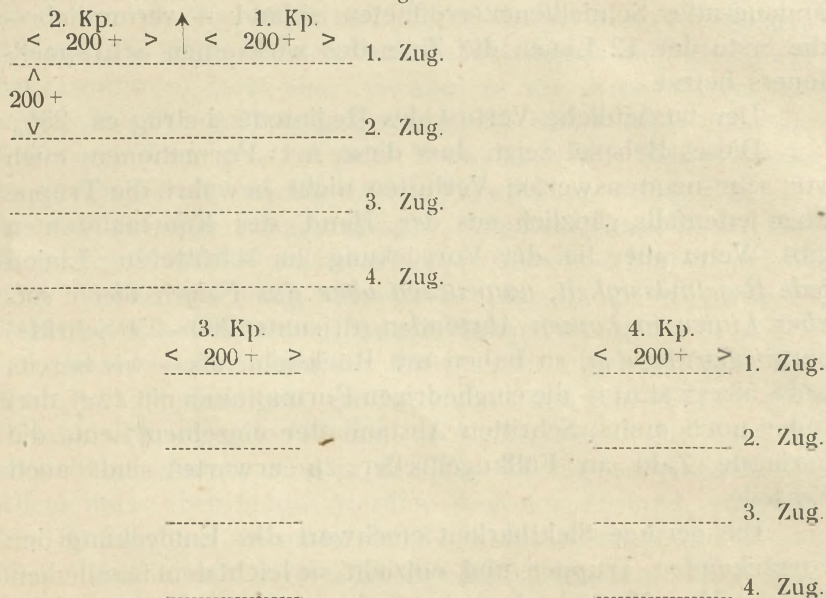 2. Kp. 1. Kp.
< 200+ > < 200+ > 1. Zug.
<
200+
> 2. Zug.
3. Zug.
4. Zug.
3. Kp. 4. Kp.
< 200+ > < 200+ > 1. Zug.
2. Zug.
3. Zug.
4. Zug.